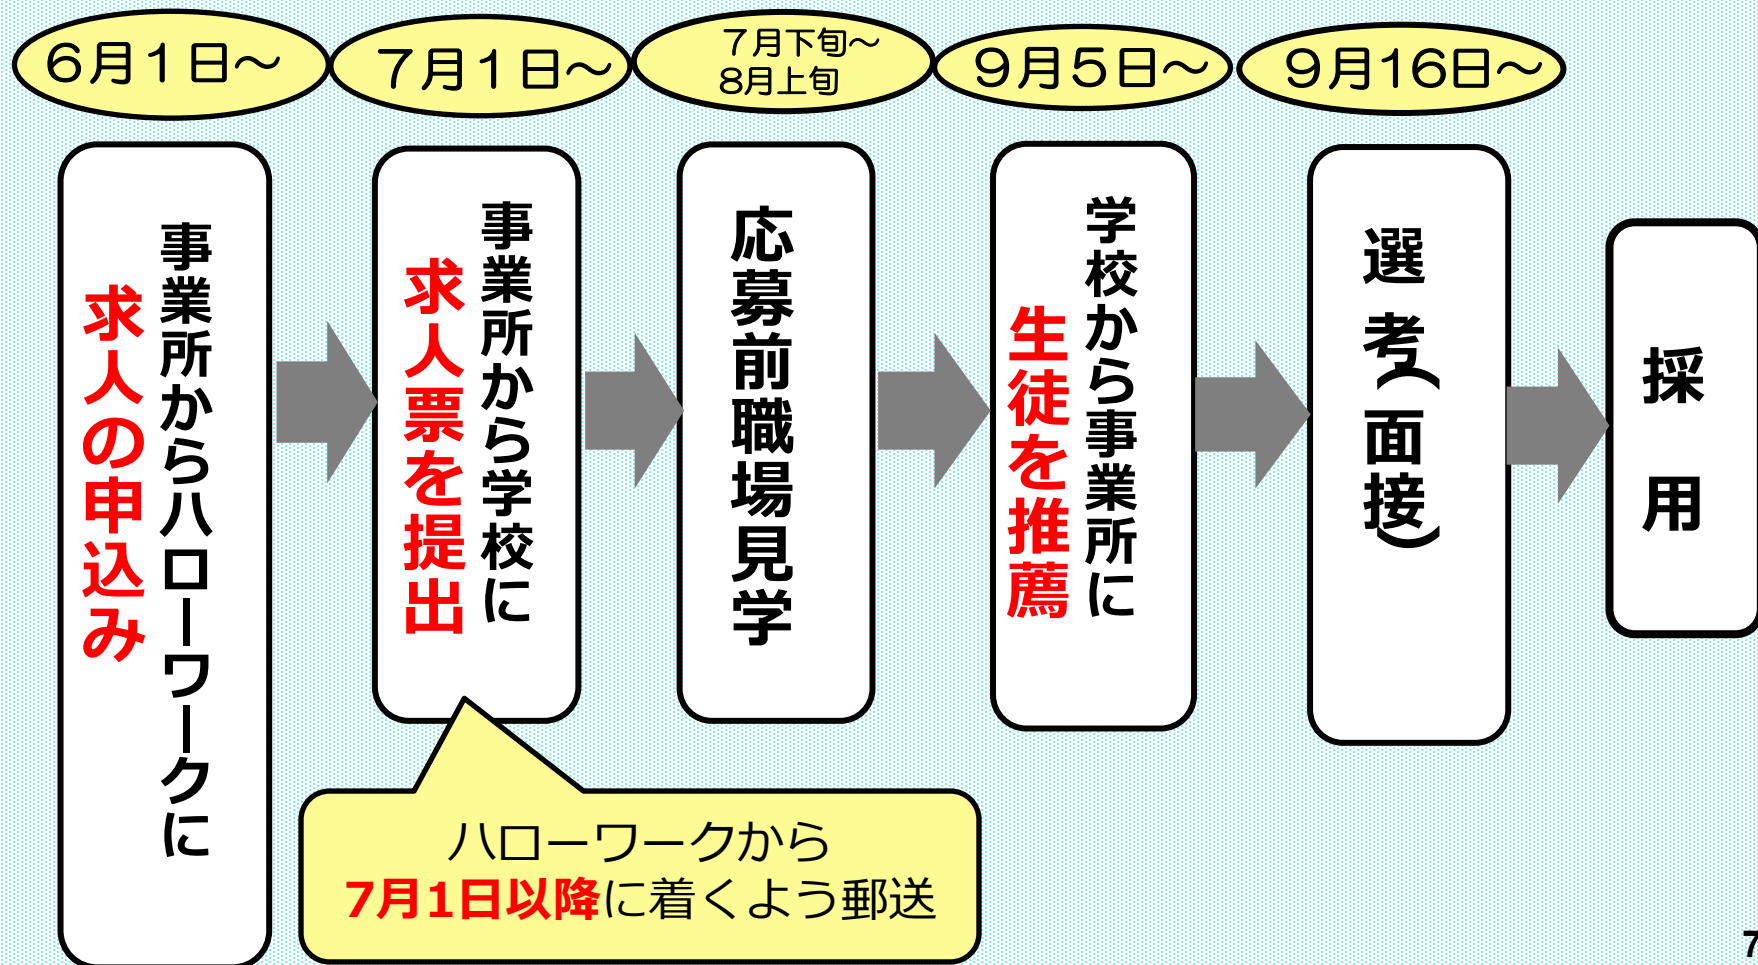 6月1日～
7月1日～
7月下旬～
8月上旬
9月5日～
9月16日～
事業所からハローワークに
求人の申込み
事業所から学校に
求人票を提出
応募前職場見学
学校から事業所に
生徒を推薦
選考（面接）
採用
ハローワークから
7月1日以降に着くよう郵送
7